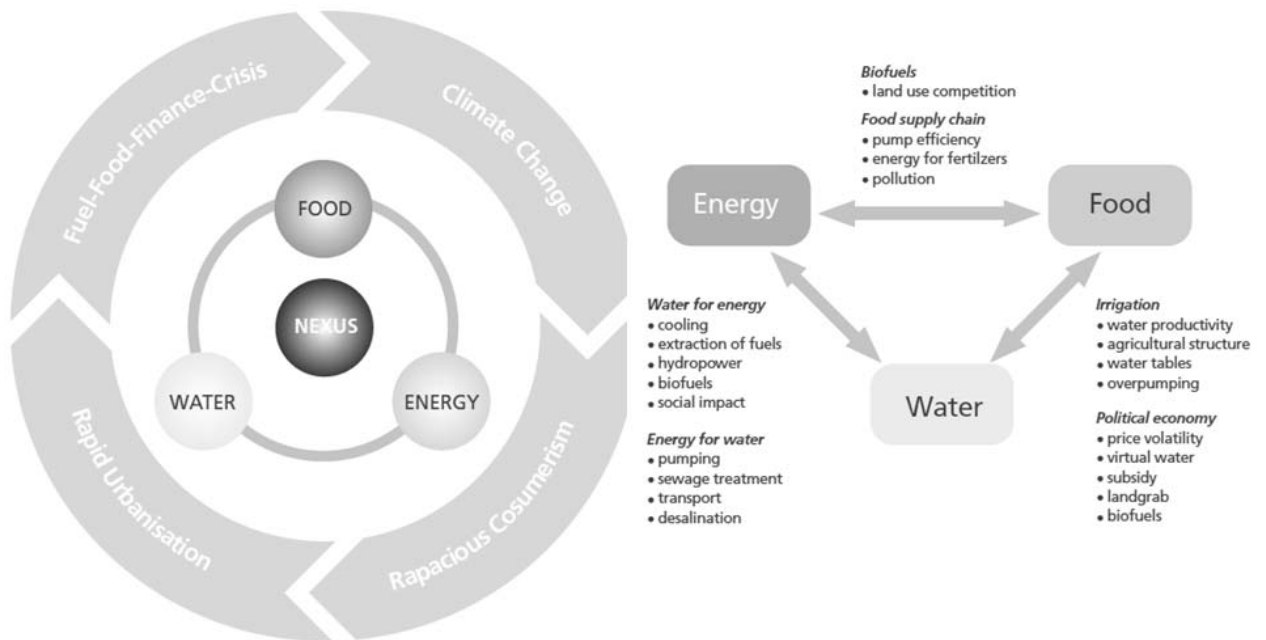 Fuel-Food-Finance-Crisis
Climate Change
Rapid Urbanisation
Rapacious Cosumerism
FOOD
NEXUS
WATER
ENERGY
Biofuels
• land use competition
Food supply chain
• pump efficiency
• energy for fertilzers
• pollution
Energy
Food
Water for energy
• cooling
• extraction of fuels
• hydropower
• biofuels
• social impact
Energy for water
• pumping
• sewage treatment
• transport
• desalination
Water
Irrigation
• water productivity
• agricultural structure
• water tables
• overpumping
Political economy
• price volatility
• virtual water
• subsidy
• landgrab
• biofuels